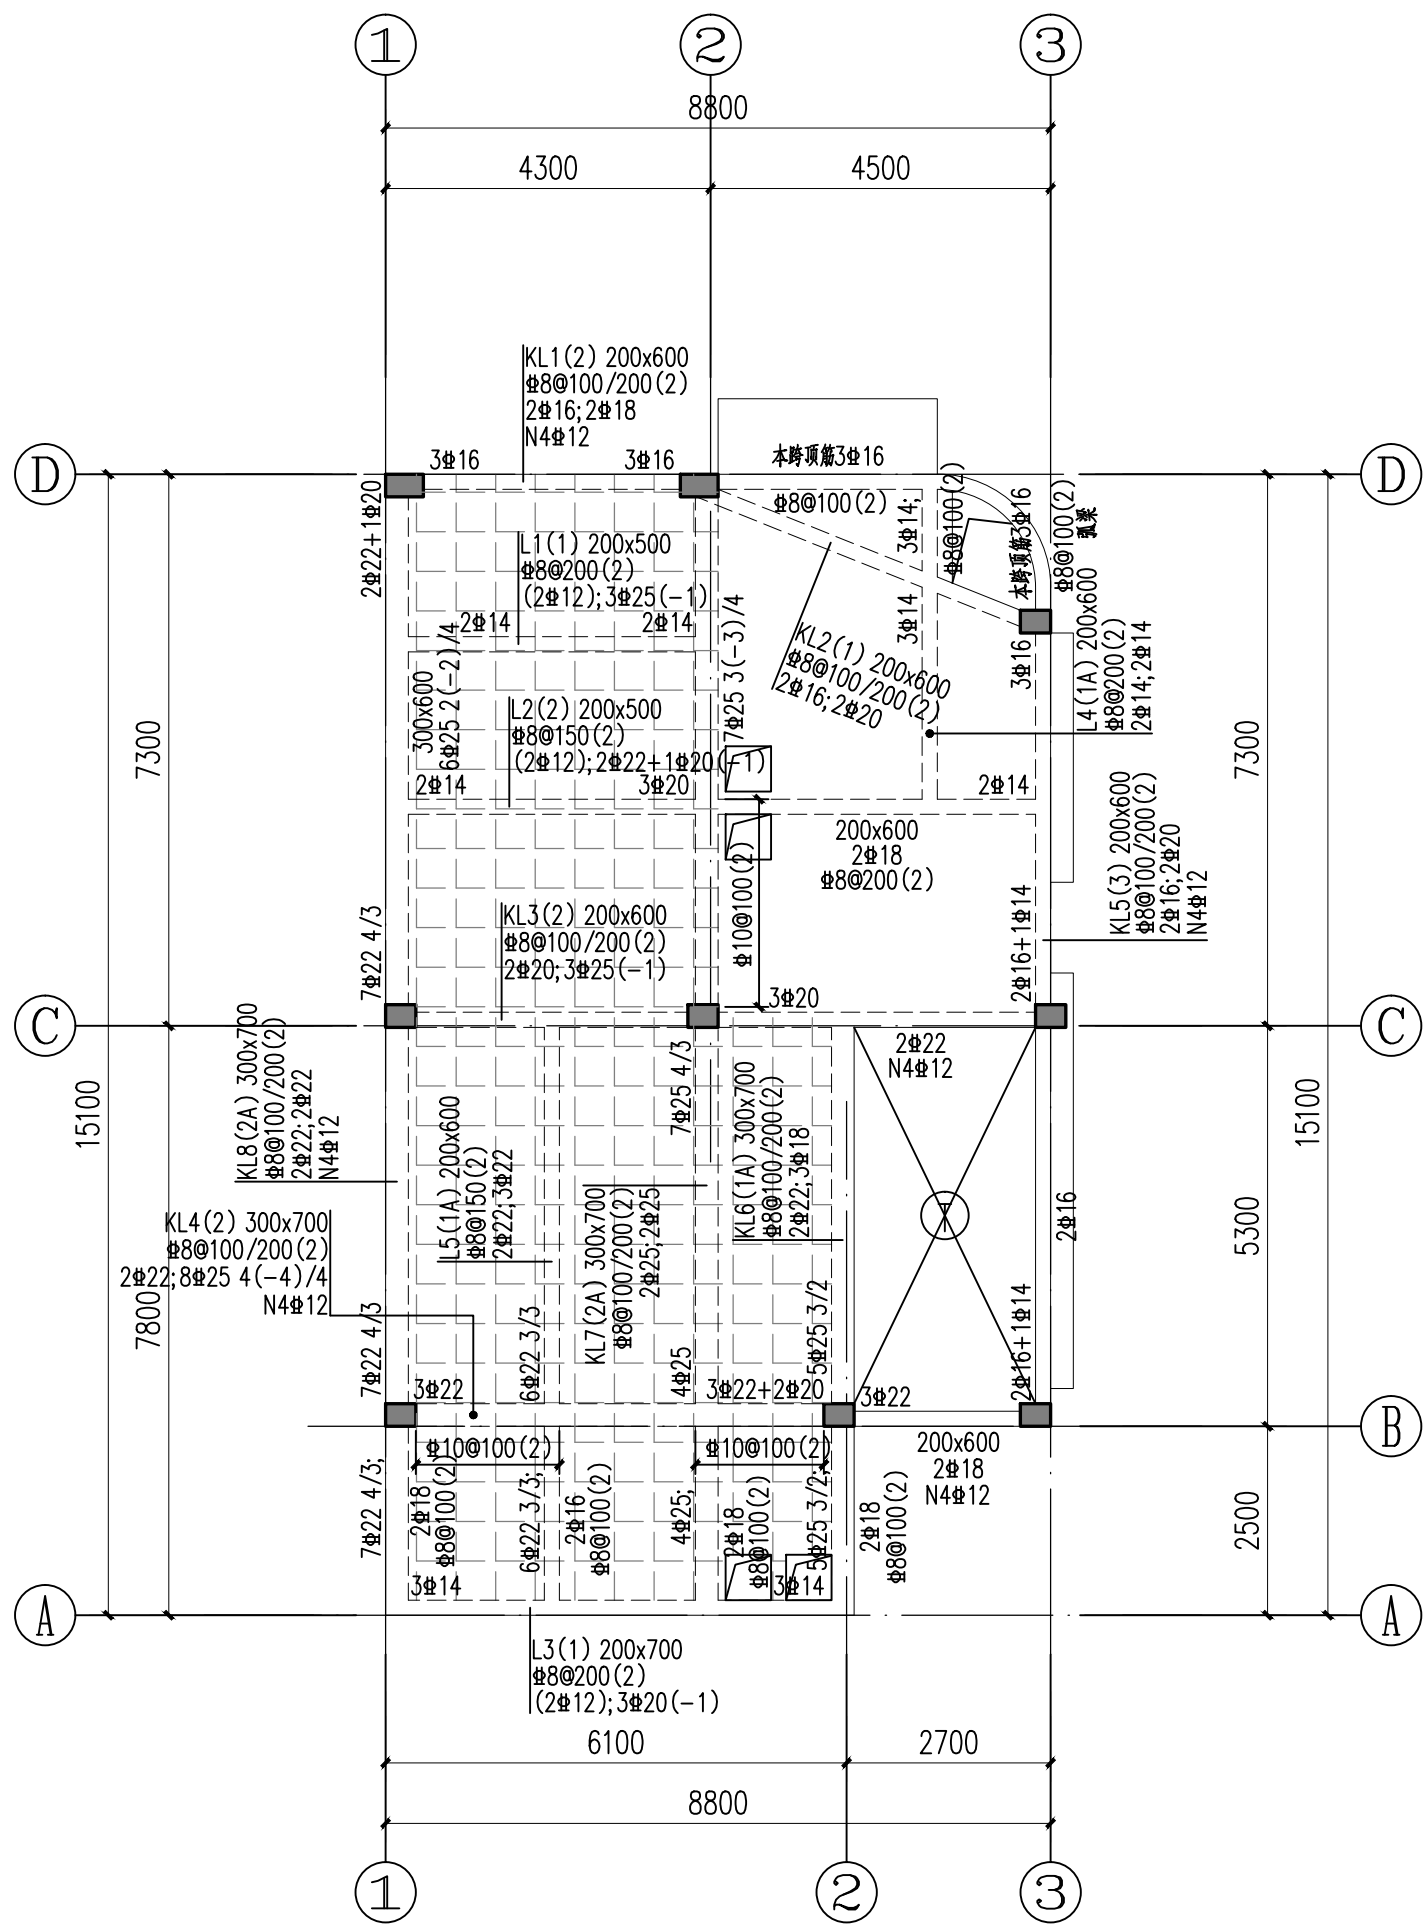 1
2
3
8800
4300
4500
KL1(2) 200x600
Φ8@100/200(2)
2Φ16;2Φ18
N4Φ12
D
3Φ16
3Φ16
本跨顶筋3Φ16
D
2Φ22+1Φ20
Φ8@100(2)
3Φ14;
Φ8@100(2)
本跨顶筋3Φ16
Φ8@100(2)
弧梁
L1(1) 200x500
Φ8@200(2)
(2Φ12);3Φ25(-1)
2Φ14
2Φ14
300x600
6Φ25 2(-2)/4
7Φ25 3(-3)/4
3Φ14
KL2(1) 200x600
Φ8@100/200(2)
2Φ16;2Φ20
3Φ16
L4(1A) 200x600
Φ8@200(2)
2Φ14;2Φ14
L2(2) 200x500
Φ8@150(2)
(2Φ12);2Φ22+1Φ20(-1)
2Φ14
3Φ20
2Φ14
7300
7300
200x600
2Φ18
Φ8@200(2)
Φ10@100(2)
KL5(3) 200x600
Φ8@100/200(2)
2Φ16;2Φ20
N4Φ12
7Φ22 4/3
KL3(2) 200x600
Φ8@100/200(2)
2Φ20;3Φ25(-1)
2Φ16+1Φ14
3Φ20
C
C
2Φ22
N4Φ12
KL8(2A) 300x700
Φ8@100/200(2)
2Φ22;2Φ22
N4Φ12
15100
15100
7Φ25 4/3
L5(1A) 200x600
Φ8@150(2)
2Φ22;3Φ22
KL7(2A) 300x700
Φ8@100/200(2)
2Φ25;2Φ25
KL6(1A) 300x700
Φ8@100/200(2)
2Φ22;3Φ18
T
2Φ16
5300
KL4(2) 300x700
Φ8@100/200(2)
2Φ22;8Φ25 4(-4)/4
N4Φ12
7800
7Φ22 4/3
6Φ22 3/3
4Φ25
5Φ25 3/2
2Φ16+1Φ14
3Φ22
3Φ22+2Φ20
3Φ22
B
Φ10@100(2)
Φ10@100(2)
200x600
2Φ18
N4Φ12
7Φ22 4/3;
2Φ18
Φ8@100(2)
6Φ22 3/3;
2Φ16
Φ8@100(2)
4Φ25;
2Φ18
Φ8@100(2)
5Φ25 3/2;
2Φ18
Φ8@100(2)
2500
3Φ14
3Φ14
A
A
L3(1) 200x700
Φ8@200(2)
(2Φ12);3Φ20(-1)
6100
2700
8800
1
2
3